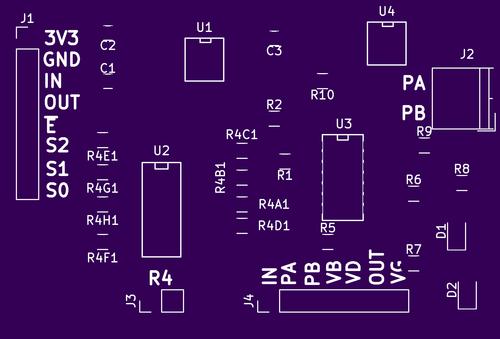 J1
3V3
GND
IN
OUT
E
S2
S1
S0
C2
C1
U1
C3
U4
J2
PA
PB
R10
R2
R9
R4C1
U3
R4E1
U2
R4B1
R1
R8
R4G1
R6
R4A1
R4H1
R4D1
R5
D1
R4F1
R7
R4
IN
PA
PB
VB
VD
OUT
D2
J3
J4